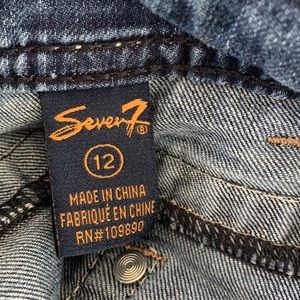 Seven7®
12
MADE IN CHINA
FABRIQUÉ EN CHINE
RN#109890